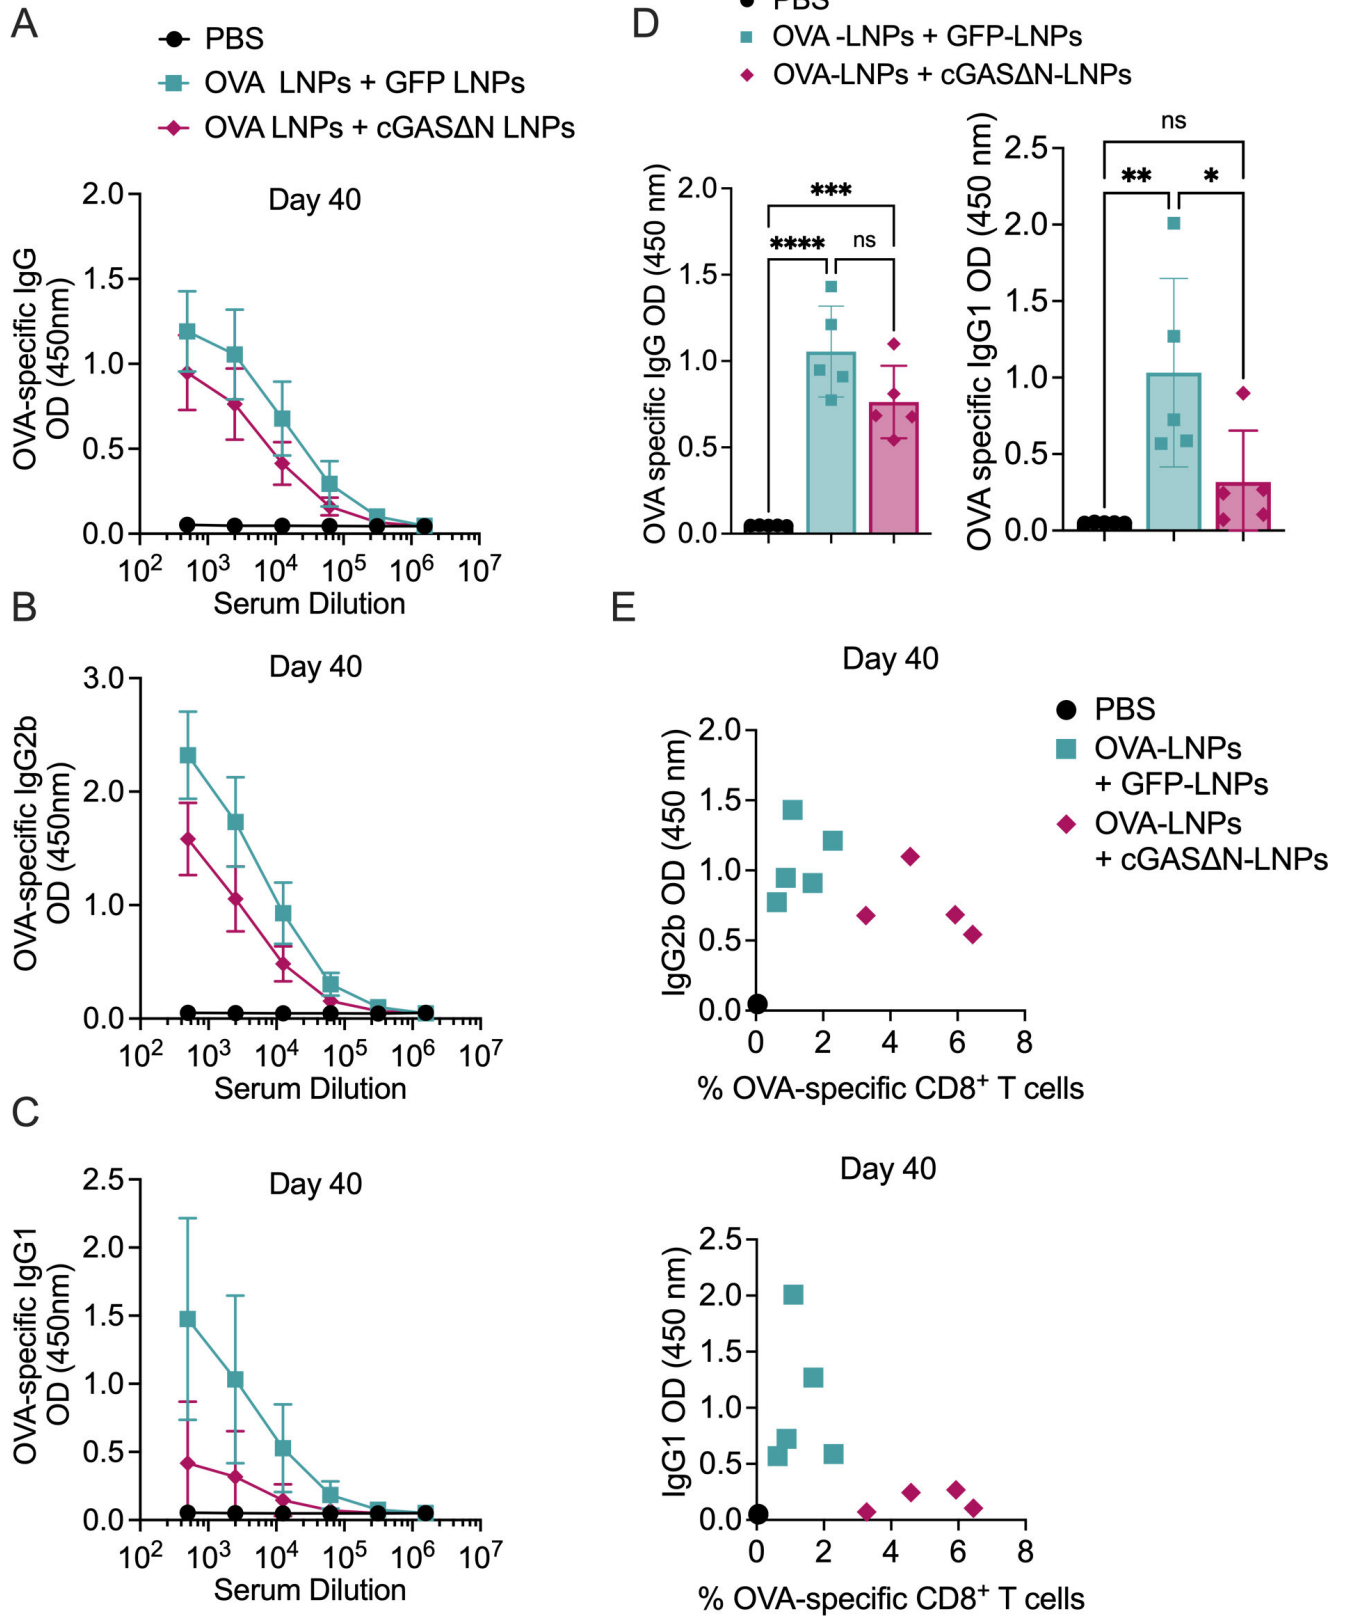 A
PBS
OVA LNPs + GFP LNPs
OVA LNPs + cGASΔN LNPs
Day 40
OVA-specific IgG
OD (450nm)
2.0
1.5
1.0
0.5
0.0
10² 10³ 10⁴ 10⁵ 10⁶ 10⁷
Serum Dilution
B
Day 40
OVA-specific IgG2b
OD (450nm)
3.0
2.0
1.0
0.0
10² 10³ 10⁴ 10⁵ 10⁶ 10⁷
Serum Dilution
C
Day 40
OVA-specific IgG1
OD (450nm)
2.5
2.0
1.5
1.0
0.5
0.0
10² 10³ 10⁴ 10⁵ 10⁶ 10⁷
Serum Dilution
D
PBS
OVA -LNPs + GFP-LNPs
OVA-LNPs + cGASΔN-LNPs
OVA specific IgG OD (450 nm)
2.0
1.5
1.0
0.5
0.0
***
**** ns
OVA specific IgG1 OD (450 nm)
2.5
2.0
1.5
1.0
0.5
0.0
ns
** *
E
Day 40
IgG2b OD (450 nm)
2.0
1.5
1.0
0.5
0.0
0 2 4 6 8
% OVA-specific CD8⁺ T cells
PBS
OVA-LNPs
+ GFP-LNPs
OVA-LNPs
+ cGASΔN-LNPs
Day 40
IgG1 OD (450 nm)
2.5
2.0
1.5
1.0
0.5
0.0
0 2 4 6 8
% OVA-specific CD8⁺ T cells